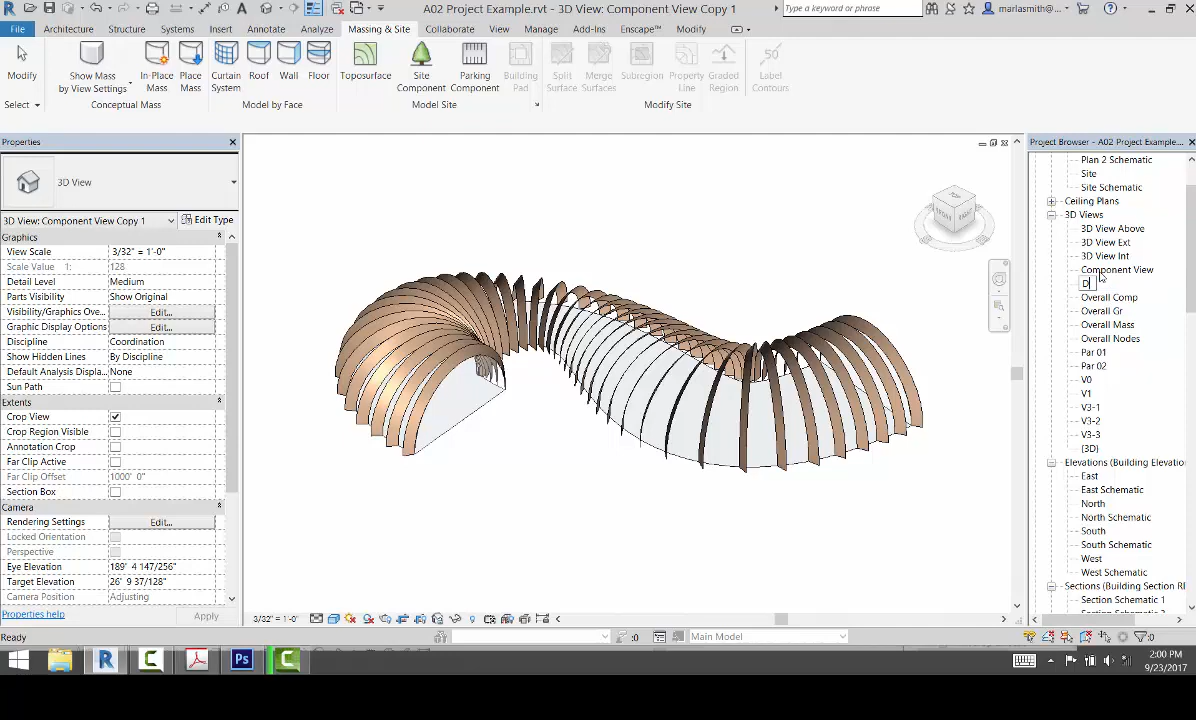 A02 Project Example.rvt - 3D View: Component View Copy 1
Type a keyword or phrase
marlasmith@...
File Architecture Structure Systems Insert Annotate Analyze Massing & Site Collaborate View Manage Add-Ins Enscape™ Modify
Modify
Show Mass by View Settings
In-Place Mass
Place Mass
Curtain System
Roof
Wall
Floor
Toposurface
Site Component
Parking Component
Building Pad
Split Surface
Merge Surfaces
Subregion
Property Line
Graded Region
Label Contours
Select
Conceptual Mass
Model by Face
Model Site
Modify Site
Properties
3D View
3D View: Component View Copy 1
Edit Type
Graphics
View Scale 3/32" = 1'-0"
Scale Value 1: 128
Detail Level Medium
Parts Visibility Show Original
Visibility/Graphics Ove... Edit...
Graphic Display Options Edit...
Discipline Coordination
Show Hidden Lines By Discipline
Default Analysis Displa... None
Sun Path
Extents
Crop View
Crop Region Visible
Annotation Crop
Far Clip Active
Far Clip Offset 1000' 0"
Section Box
Camera
Rendering Settings Edit...
Locked Orientation
Perspective
Eye Elevation 189' 4 147/256"
Target Elevation 26' 9 37/128"
Camera Position Adjusting
Properties help
Apply
TOP
FRONT
RIGHT
3/32" = 1'-0"
Project Browser - A02 Project Example...
Plan 2 Schematic
Site
Site Schematic
Ceiling Plans
3D Views
3D View Above
3D View Ext
3D View Int
Component View
D
Overall Comp
Overall Gr
Overall Mass
Overall Nodes
Par 01
Par 02
V0
V1
V3-1
V3-2
V3-3
{3D}
Elevations (Building Elevatio
East
East Schematic
North
North Schematic
South
South Schematic
West
West Schematic
Sections (Building Section RI
Section Schematic 1
Ready
:0
Main Model
:0
2:00 PM
9/23/2017